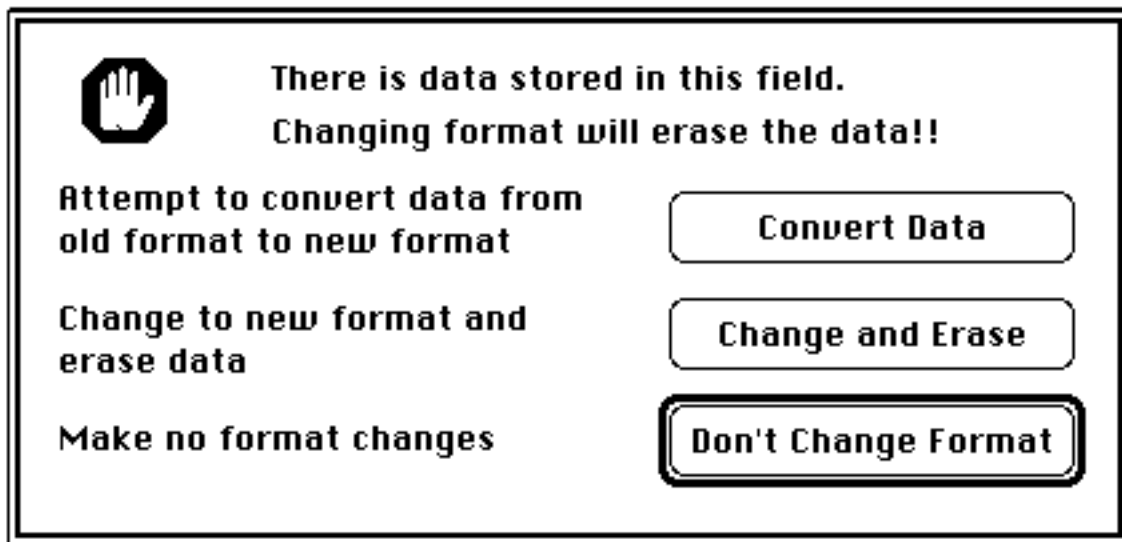 There is data stored in this field.
Changing format will erase the data!!
Attempt to convert data from
old format to new format
Convert Data
Change to new format and
erase data
Change and Erase
Make no format changes
Don't Change Format